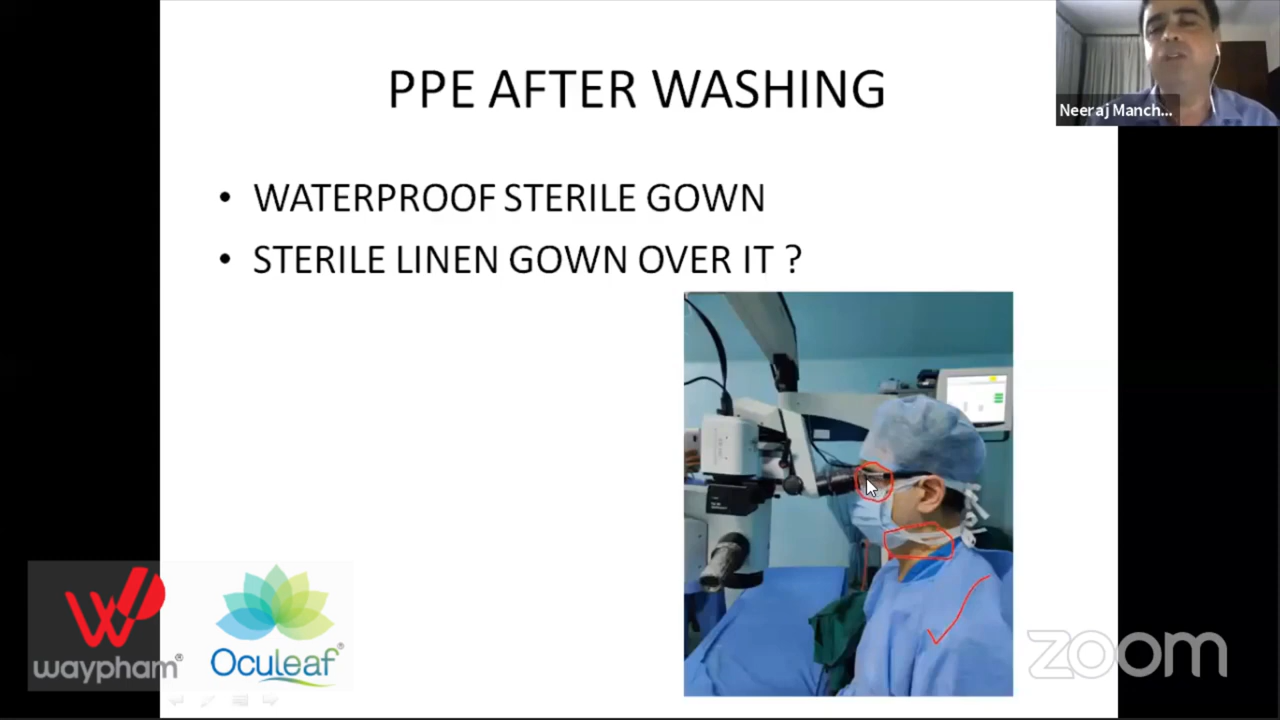 PPE AFTER WASHING
Neeraj Manch...
• WATERPROOF STERILE GOWN
• STERILE LINEN GOWN OVER IT ?
waypham®
Oculeaf®
zoom